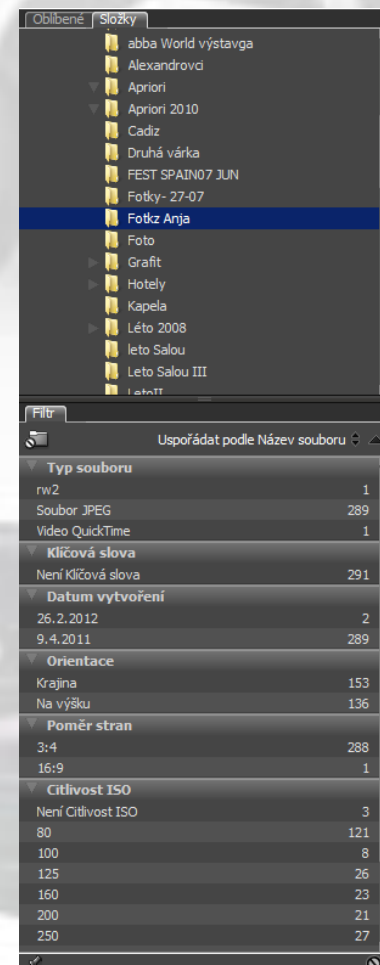 Oblíbené Složky
abba World výstavga
Alexandrovci
Apriori
Apriori 2010
Cadiz
Druhá várka
FEST SPAIN07 JUN
Fotky- 27-07
Fotkz Anja
Foto
Grafit
Hotely
Kapela
Léto 2008
leto Salou
Leto Salou III
LetoII
Filtr
Uspořádat podle Název souboru
Typ souboru
rw2 1
Soubor JPEG 289
Video QuickTime 1
Klíčová slova
Není Klíčová slova 291
Datum vytvoření
26.2.2012 2
9.4.2011 289
Orientace
Krajina 153
Na výšku 136
Poměr stran
3:4 288
16:9 1
Citlivost ISO
Není Citlivost ISO 3
80 121
100 8
125 26
160 23
200 21
250 27